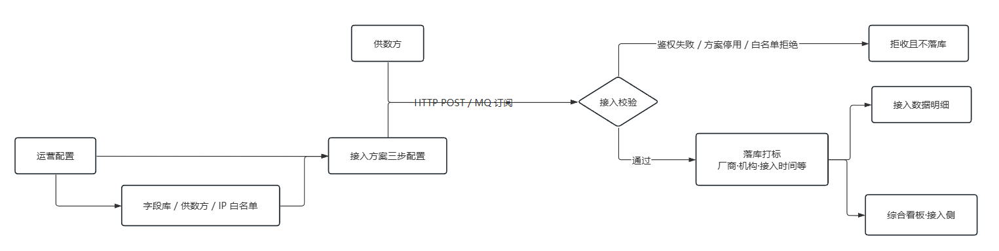 供数方
鉴权失败 / 方案停用 / 白名单拒绝
拒收且不落库
HTTP POST / MQ 订阅
接入校验
接入数据明细
运营配置
接入方案三步配置
落库打标
厂商·机构·接入时间等
通过
字段库 / 供数方 / IP 白名单
综合看板·接入侧